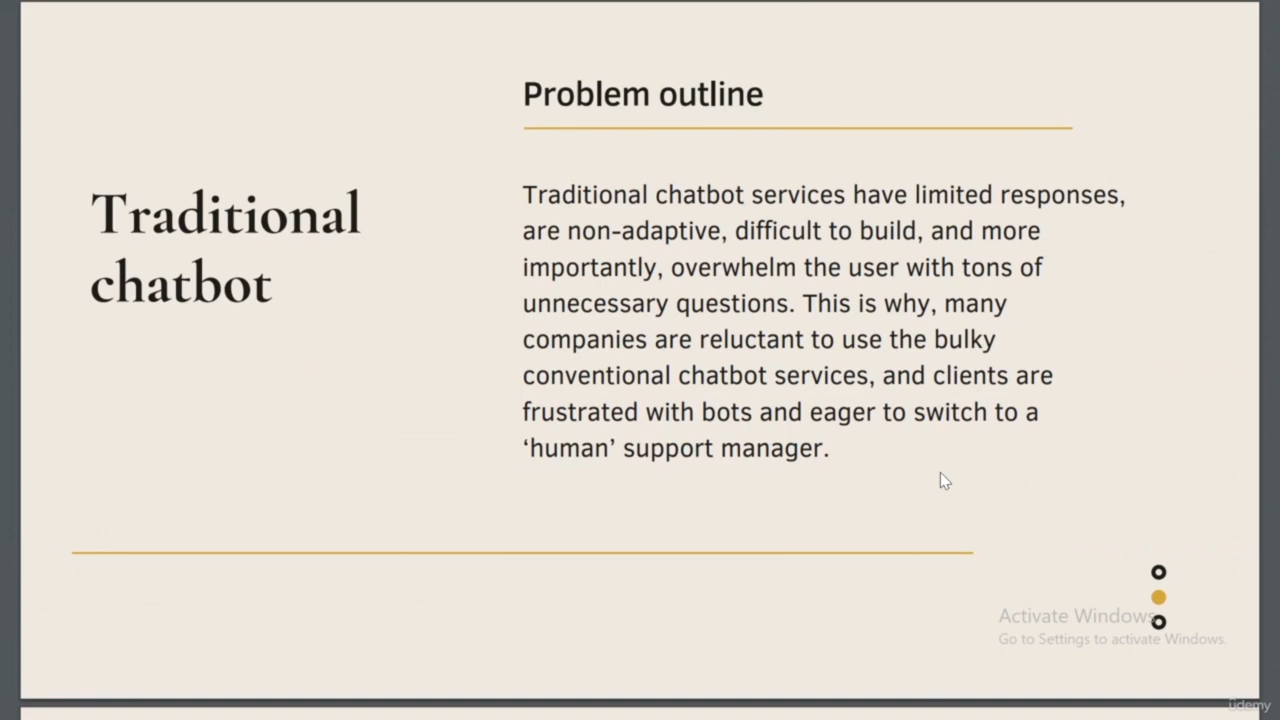 Problem outline
Traditional
chatbot
Traditional chatbot services have limited responses,
are non-adaptive, difficult to build, and more
importantly, overwhelm the user with tons of
unnecessary questions. This is why, many
companies are reluctant to use the bulky
conventional chatbot services, and clients are
frustrated with bots and eager to switch to a
‘human’ support manager.
Activate Windows
Go to Settings to activate Windows.
ûdemy